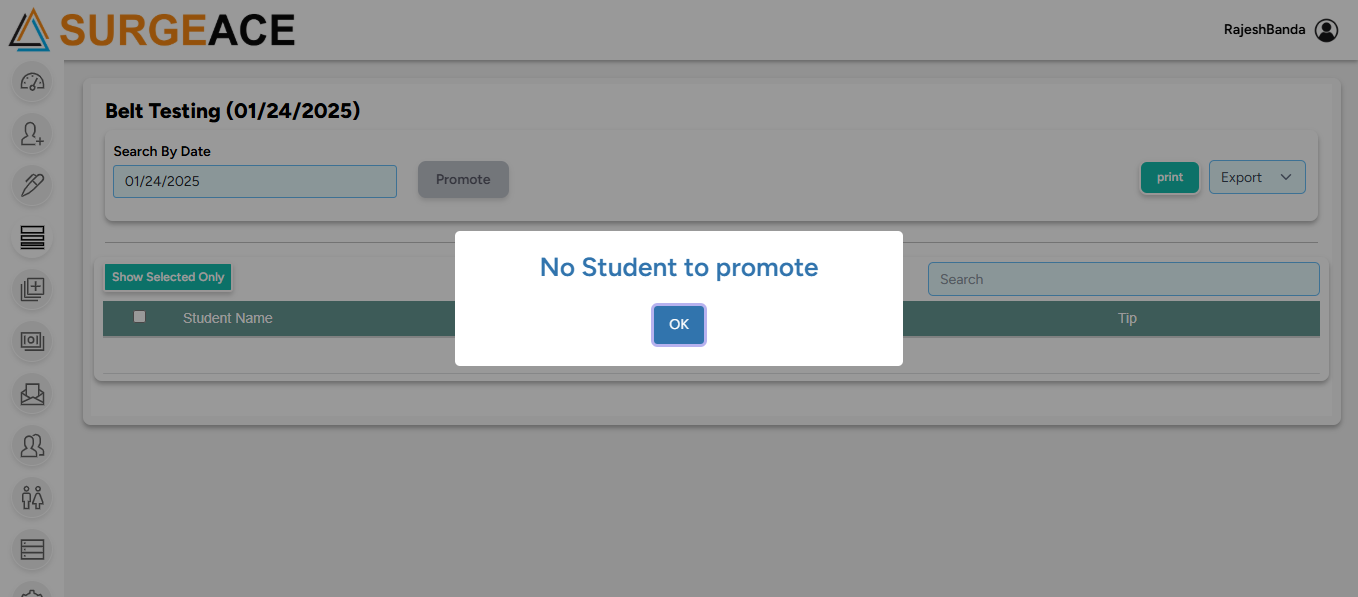 SURGEACE
RajeshBanda
Belt Testing (01/24/2025)
Search By Date
01/24/2025
Promote
print
Export
No Student to promote
OK
Show Selected Only
Search
Student Name
Tip